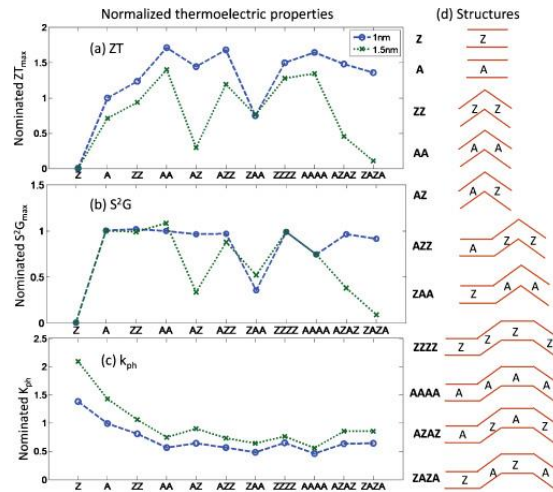 Normalized thermoelectric properties
(d) Structures
(a) ZT
1nm
1.5nm
Nominated ZTmax
2
1.5
1
0.5
0
Z A ZZ AA AZ AZZ ZAA ZZZZ AAAA AZAZ ZAZA
(b) S²G
Nominated S²Gmax
1.5
1
0.5
0
Z A ZZ AA AZ AZZ ZAA ZZZZ AAAA AZAZ ZAZA
(c) kph
Nominated Kph
2.5
2
1.5
1
0.5
0
Z A ZZ AA AZ AZZ ZAA ZZZZ AAAA AZAZ ZAZA
Z Z
A A
ZZ Z Z
AA A A
AZ A Z
AZZ A Z Z
ZAA Z A A
ZZZZ Z Z Z Z
AAAA A A A A
AZAZ A Z A Z
ZAZA Z A Z A